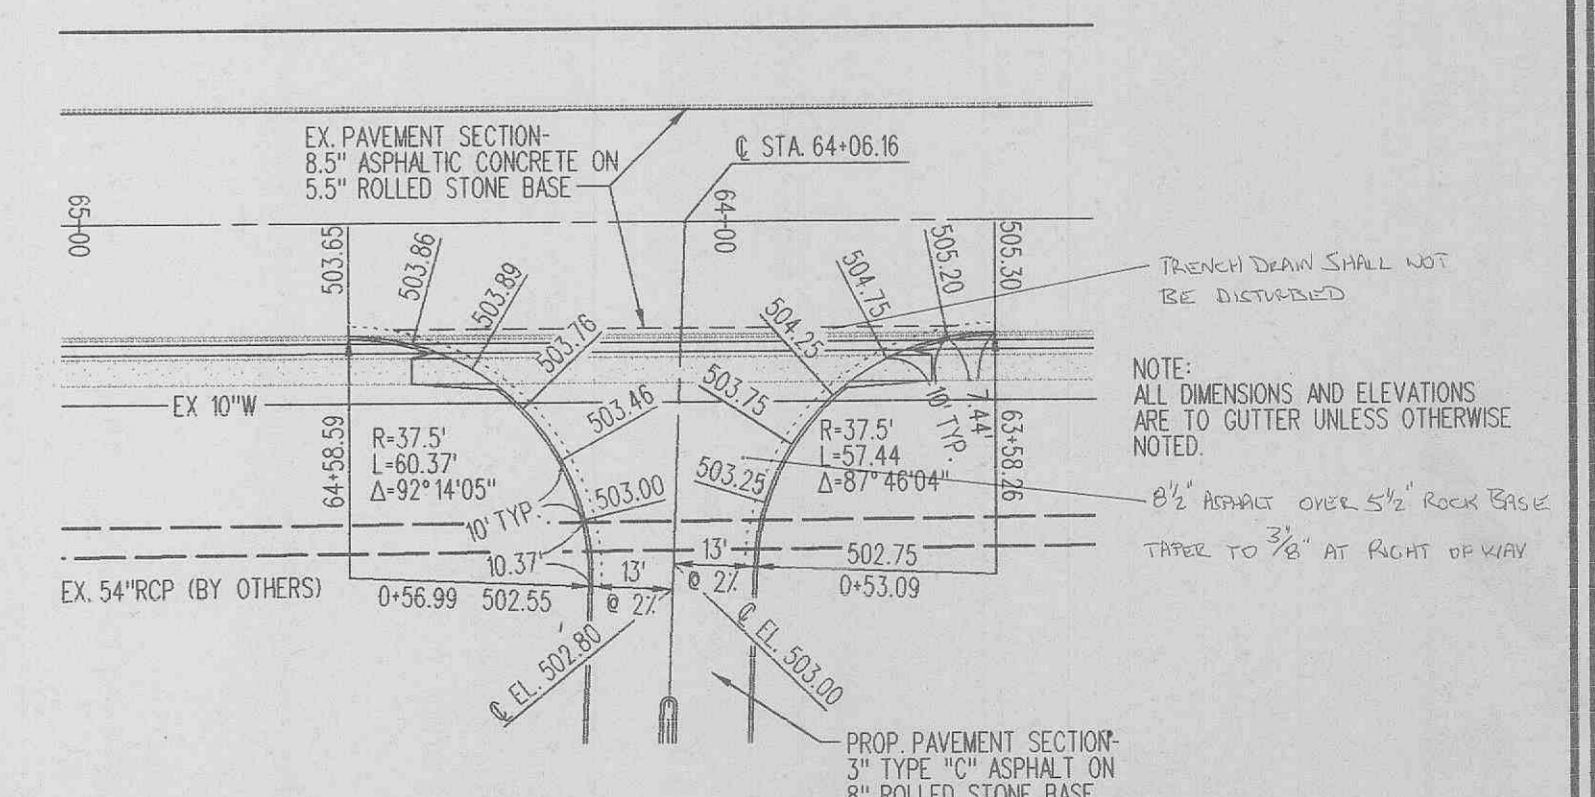 EX. PAVEMENT SECTION-
8.5" ASPHALTIC CONCRETE ON
5.5" ROLLED STONE BASE
℄ STA. 64+06.16
65+00
64+00
503.65
503.86
503.89
503.76
503.46
503.00
504.25
504.75
505.20
505.30
503.75
503.25
TRENCH DRAIN SHALL NOT
BE DISTURBED
NOTE:
ALL DIMENSIONS AND ELEVATIONS
ARE TO GUTTER UNLESS OTHERWISE
NOTED.
EX 10"W
64+58.59
R=37.5'
L=60.37'
Δ=92°14'05"
R=37.5'
L=57.44
Δ=87°46'04"
10' TYP.
7.44'
63+58.26
8½" ASPHALT OVER 5½" ROCK BASE
TAPER TO 3/8" AT RIGHT OF WAY
10' TYP.
10.37'
13'
@ 2%
13'
@ 2%
502.75
0+53.09
EX. 54"RCP (BY OTHERS)
0+56.99 502.55
℄ EL. 502.80
℄ EL. 503.00
PROP. PAVEMENT SECTION-
3" TYPE "C" ASPHALT ON
8" ROLLED STONE BASE